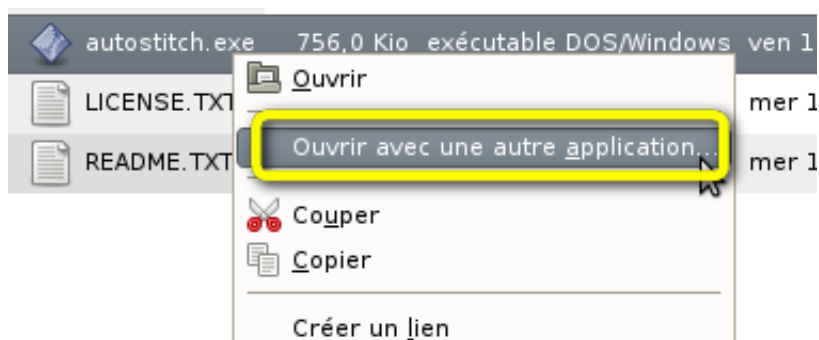 autostitch.exe 756,0 Kio exécutable DOS/Windows ven 1
Ouvrir
LICENSE.TXT mer 1
Ouvrir avec une autre application...
README.TXT mer 1
Couper
Copier
Créer un lien